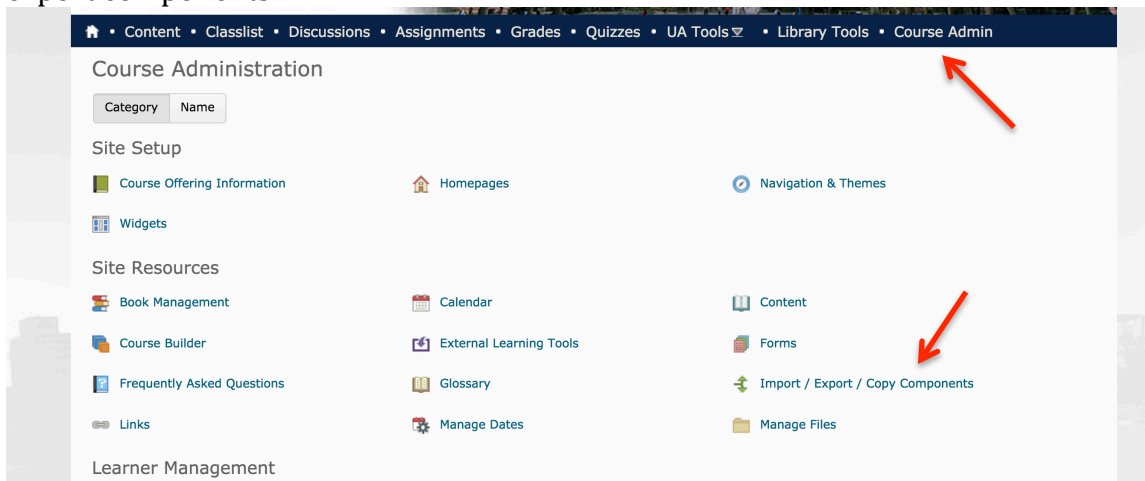 • Content • Classlist • Discussions • Assignments • Grades • Quizzes • UA Tools • Library Tools • Course Admin
Course Administration
Category Name
Site Setup
Course Offering Information Homepages Navigation & Themes
Widgets
Site Resources
Book Management Calendar Content
Course Builder External Learning Tools Forms
Frequently Asked Questions Glossary Import / Export / Copy Components
Links Manage Dates Manage Files
Learner Management